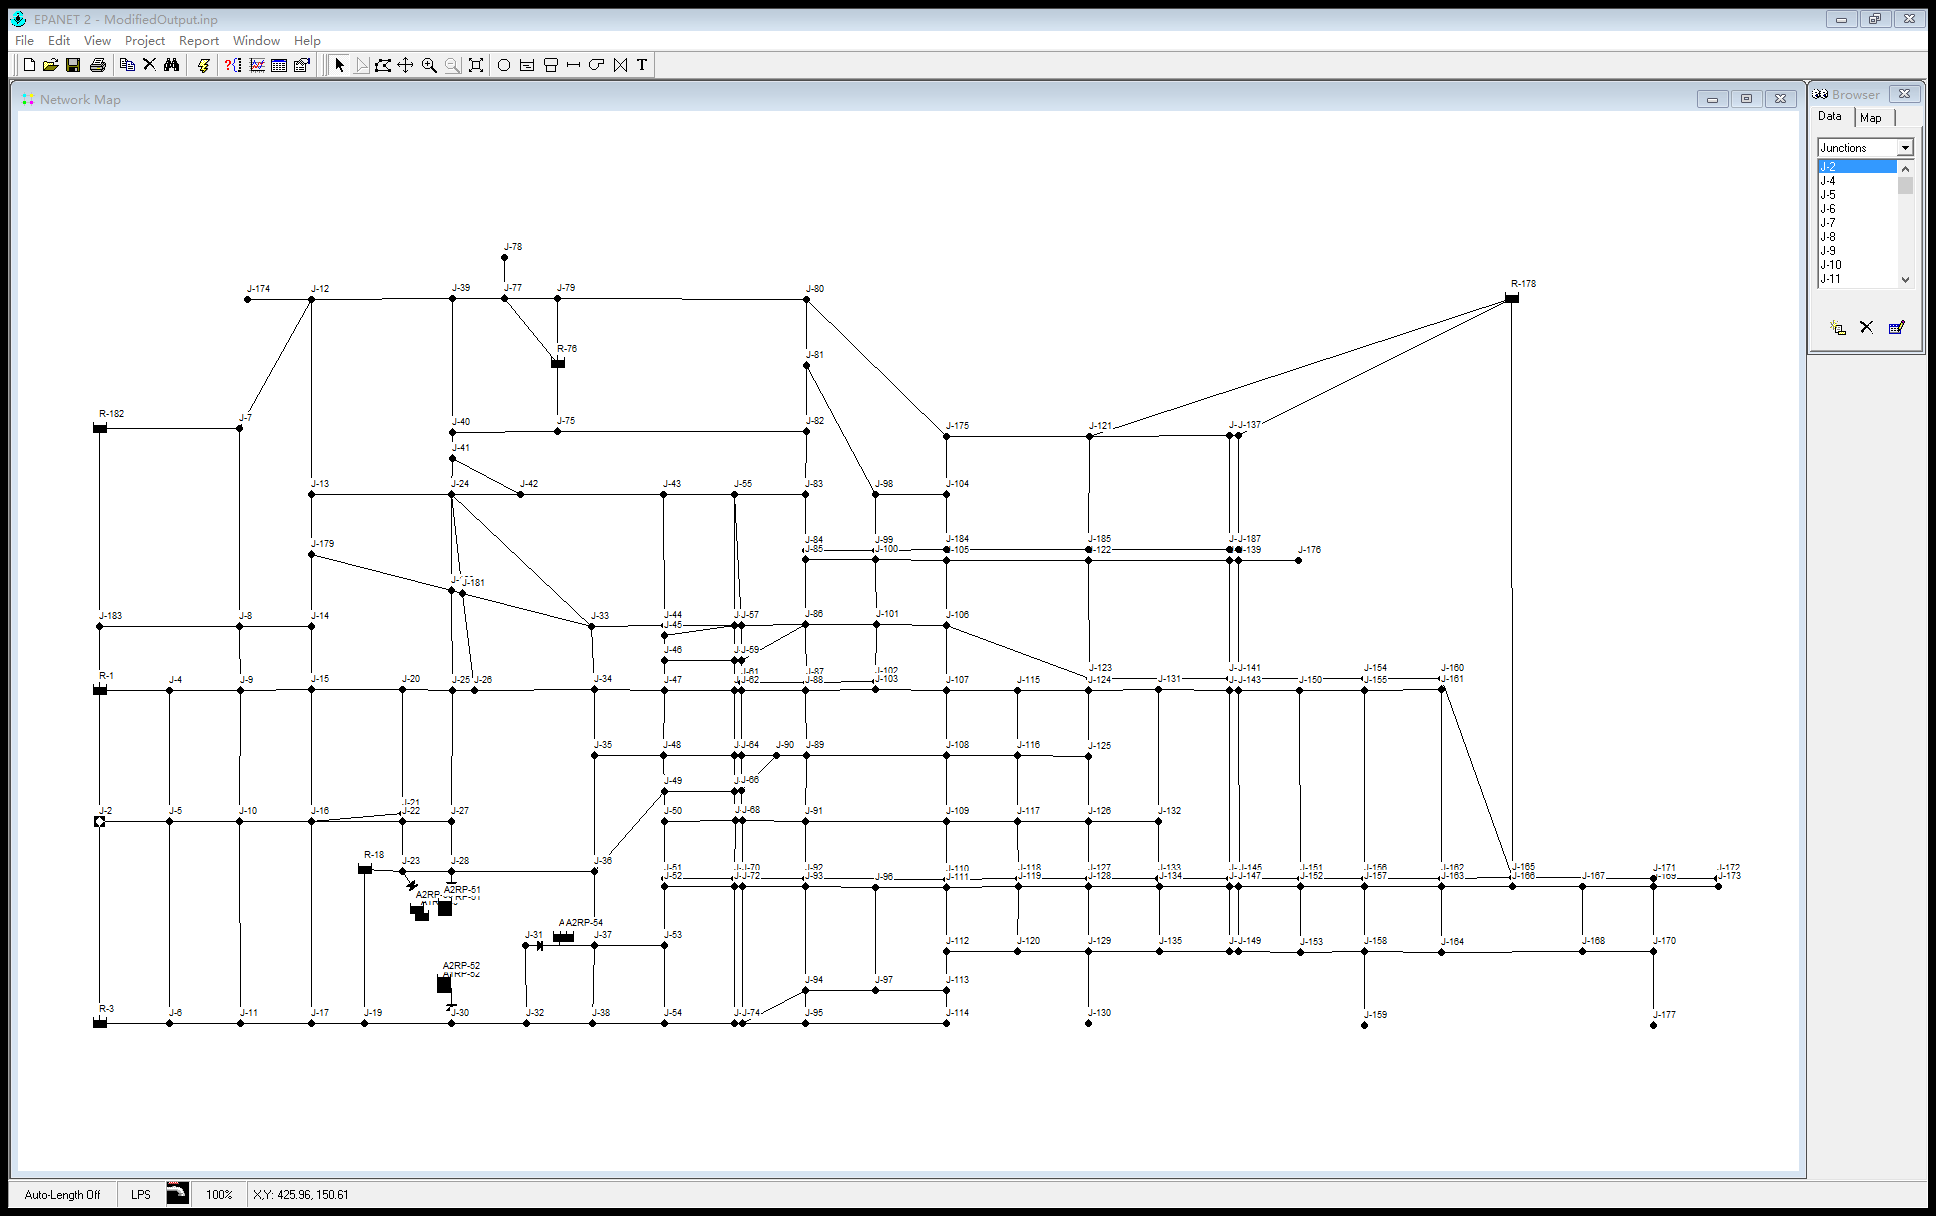 EPANET 2 - ModifiedOutput.inp
File Edit View Project Report Window Help
Network Map
Browser
Data Map
Junctions
J-2
J-4
J-5
J-6
J-7
J-8
J-9
J-10
J-11
J-78
J-174 J-12 J-39 J-77 J-79 J-80 R-178
R-76 J-81
R-182 J-7 J-40 J-75 J-82 J-175 J-121 J-137
J-41
J-13 J-24 J-42 J-43 J-55 J-83 J-98 J-104
J-179 J-84 J-99 J-184 J-185 J-187
J-85 J-100 J-105 J-122 J-139 J-176
J-181
J-183 J-8 J-14 J-33 J-44 J-57 J-86 J-101 J-106
J-45
J-46 J-59
J-61 J-87 J-102 J-123 J-141 J-154 J-160
R-1 J-4 J-9 J-15 J-20 J-25 J-26 J-34 J-47 J-62 J-88 J-103 J-107 J-115 J-124 J-131 J-143 J-150 J-155 J-161
J-35 J-48 J-64 J-90 J-89 J-108 J-116 J-125
J-49 J-66
J-21
J-2 J-5 J-10 J-16 J-22 J-27 J-50 J-68 J-91 J-109 J-117 J-126 J-132
R-18 J-23 J-28 J-36 J-51 J-70 J-92 J-110 J-118 J-127 J-133 J-145 J-151 J-156 J-162 J-165 J-171 J-172
J-52 J-72 J-93 J-96 J-111 J-119 J-128 J-134 J-147 J-152 J-157 J-163 J-166 J-167 J-169 J-173
A2RP-51
J-31 A2RP-54 J-37 J-53 J-112 J-120 J-129 J-135 J-149 J-153 J-158 J-164 J-168 J-170
A2RP-52
J-94 J-97 J-113
R-3 J-6 J-11 J-17 J-19 J-30 J-32 J-38 J-54 J-74 J-95 J-114 J-130 J-159 J-177
Auto-Length Off LPS 100% X,Y: 425.96, 150.61